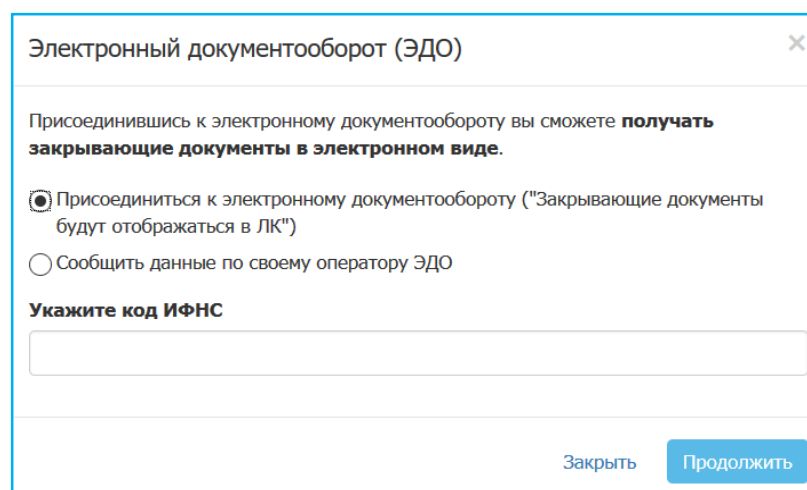 Электронный документооборот (ЭДО)
×
Присоединившись к электронному документообороту вы сможете получать
закрывающие документы в электронном виде.
Присоединиться к электронному документообороту ("Закрывающие документы
будут отображаться в ЛК")
Сообщить данные по своему оператору ЭДО
Укажите код ИФНС
Закрыть
Продолжить